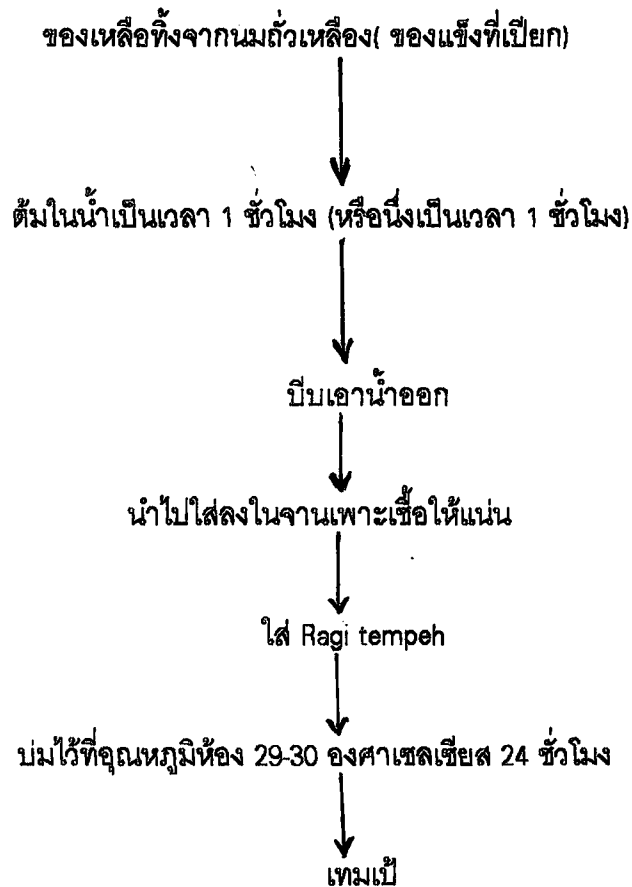 ของเหลือทิ้งจากนมถั่วเหลือง( ของแข็งที่เปียก)
ต้มในน้ำเป็นเวลา 1 ชั่วโมง (หรือนึ่งเป็นเวลา 1 ชั่วโมง)
บีบเอาน้ำออก
นำไปใส่ลงในจานเพาะเชื้อให้แน่น
ใส่ Ragi tempeh
บ่มไว้ที่อุณหภูมิห้อง 29-30 องศาเซลเซียส 24 ชั่วโมง
เทมเป้